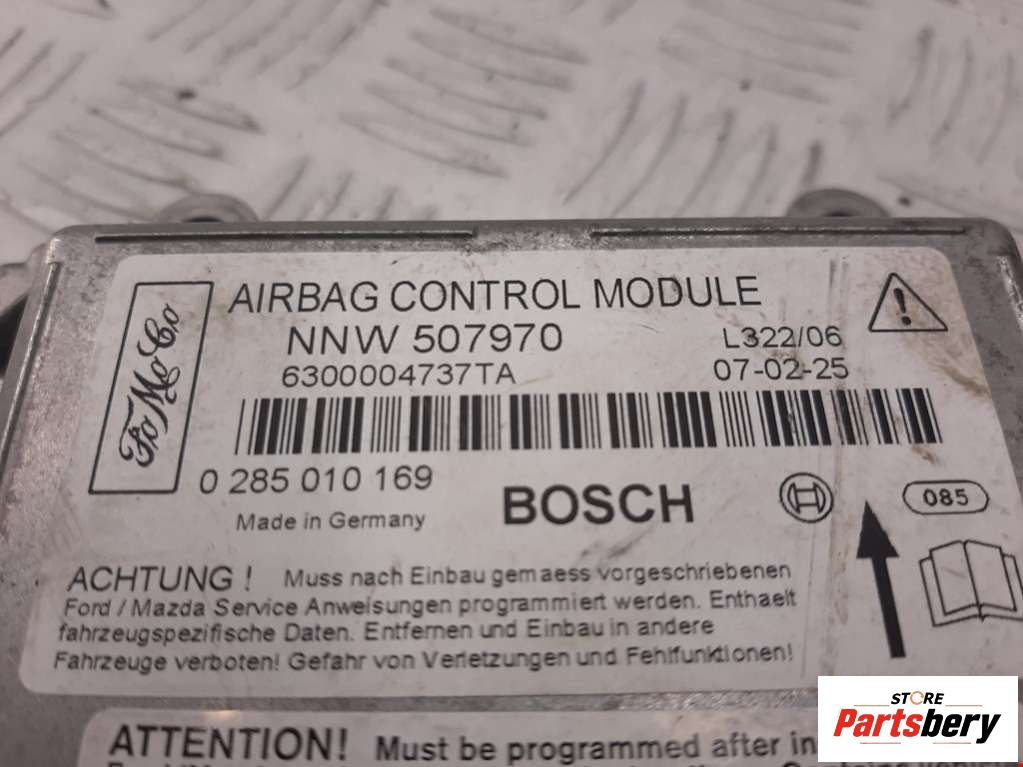 AIRBAG CONTROL MODULE
NNW 507970
L322/06
6300004737TA
07-02-25
FoMoCo
0 285 010 169
Made in Germany
BOSCH
085
ACHTUNG ! Muss nach Einbau gemaess vorgeschriebenen
Ford / Mazda Service Anweisungen programmiert werden. Enthaelt
fahrzeugspezifische Daten. Entfernen und Einbau in andere
Fahrzeuge verboten! Gefahr von Verletzungen und Fehlfunktionen!
ATTENTION! Must be programmed after
STORE
Partsbery